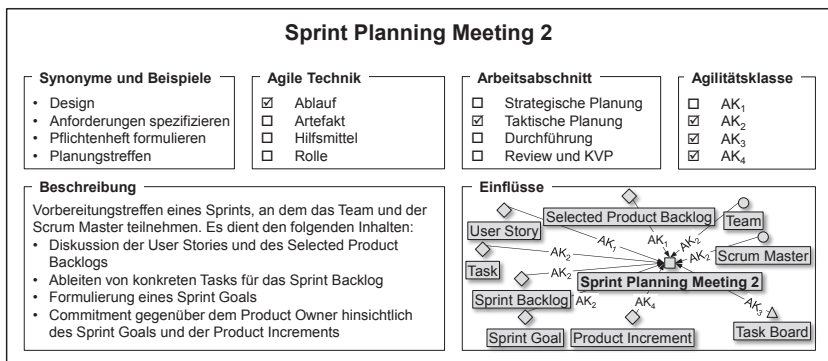 Sprint Planning Meeting 2
Synonyme und Beispiele
• Design
• Anforderungen spezifizieren
• Pflichtenheft formulieren
• Planungstreffen
Agile Technik
☑ Ablauf
☐ Artefakt
☐ Hilfsmittel
☐ Rolle
Arbeitsabschnitt
☐ Strategische Planung
☑ Taktische Planung
☐ Durchführung
☐ Review und KVP
Agilitätsklasse
☐ AK1
☑ AK2
☑ AK3
☑ AK4
Beschreibung
Vorbereitungstreffen eines Sprints, an dem das Team und der
Scrum Master teilnehmen. Es dient den folgenden Inhalten:
• Diskussion der User Stories und des Selected Product
Backlogs
• Ableiten von konkreten Tasks für das Sprint Backlog
• Formulierung eines Sprint Goals
• Commitment gegenüber dem Product Owner hinsichtlich
des Sprint Goals und der Product Increments
Einflüsse
Selected Product Backlog
Team
User Story
AK1
AK1
AK2
Scrum Master
AK2
AK2
Task
AK2
Sprint Planning Meeting 2
Sprint Backlog
AK2
AK4
AK3
Sprint Goal
Product Increment
Task Board